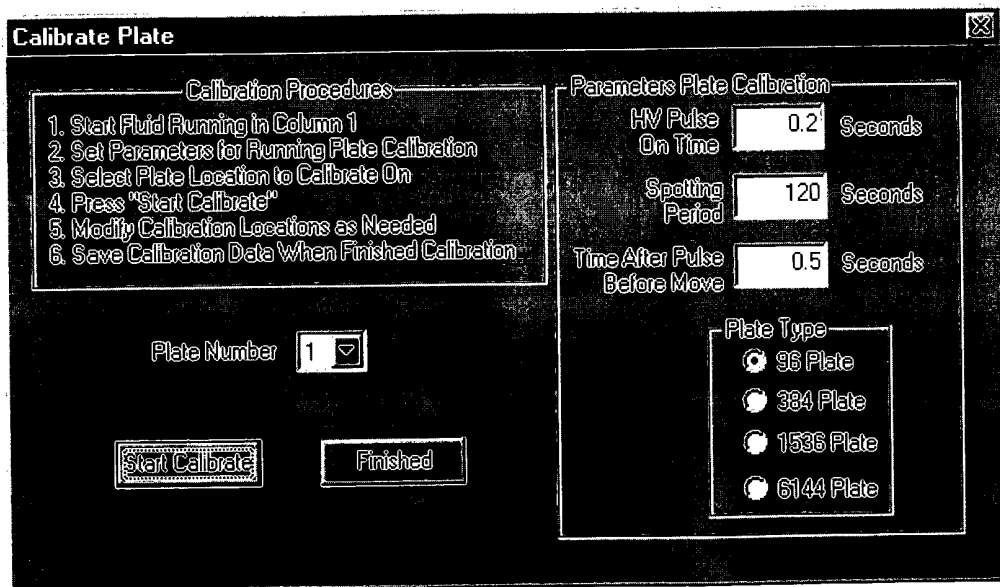 Calibrate Plate
Calibration Procedures
1. Start Fluid Running in Column 1
2. Set Parameters for Running Plate Calibration
3. Select Plate Location to Calibrate On
4. Press "Start Calibrate"
5. Modify Calibration Locations as Needed
6. Save Calibration Data When Finished Calibration
Plate Number 1
Start Calibrate Finished
Parameters Plate Calibration
HV Pulse
On Time 0.2 Seconds
Spotting
Period 120 Seconds
Time After Pulse
Before Move 0.5 Seconds
Plate Type
96 Plate
384 Plate
1536 Plate
6144 Plate